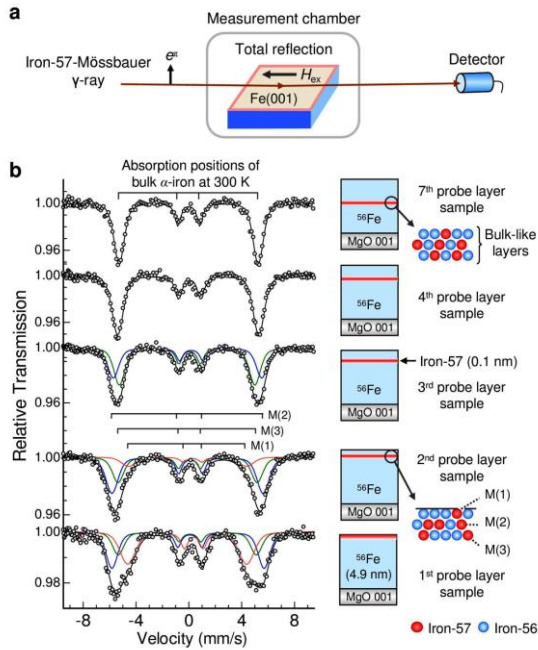 a
Measurement chamber
Total reflection
Iron-57-Mössbauer
γ-ray
Hex
Fe(001)
Detector
b
Absorption positions of
bulk α-iron at 300 K
1.00
0.96
1.00
0.96
1.00
0.96
M(2)
M(3)
M(1)
1.00
0.96
1.00
0.98
Relative Transmission
-8
-4
0
4
8
Velocity (mm/s)
56Fe
MgO 001
7th probe layer
sample
Bulk-like
layers
56Fe
MgO 001
4th probe layer
sample
56Fe
MgO 001
Iron-57 (0.1 nm)
3rd probe layer
sample
56Fe
MgO 001
2nd probe layer
sample
M(1)
M(2)
M(3)
56Fe
(4.9 nm)
MgO 001
1st probe layer
sample
Iron-57
Iron-56